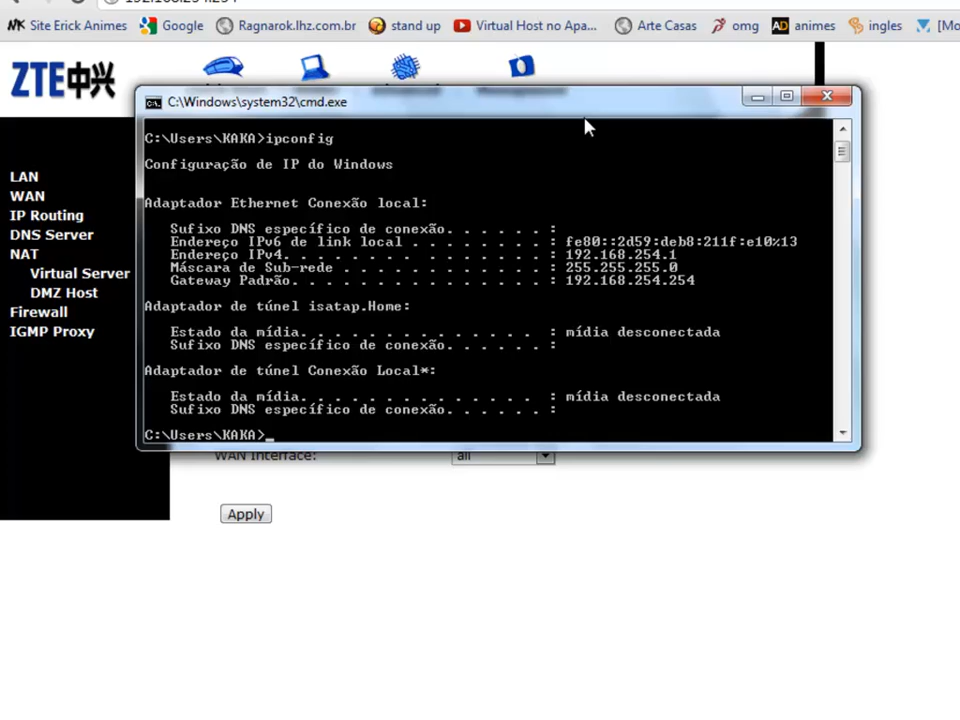 Site Erick Animes Google Ragnarok.lhz.com.br stand up Virtual Host no Apa... Arte Casas omg AD animes ingles [Mo
ZTE中兴
C:\Windows\system32\cmd.exe
C:\Users\KAKA>ipconfig
Configuração de IP do Windows
Adaptador Ethernet Conexão local:
Sufixo DNS específico de conexão. . . . . . :
Endereço IPv6 de link local . . . . . . . . : fe80::2d59:deb8:211f:e10%13
Endereço IPv4. . . . . . . . . . . . . . . : 192.168.254.1
Máscara de Sub-rede . . . . . . . . . . . . : 255.255.255.0
Gateway Padrão. . . . . . . . . . . . . . . : 192.168.254.254
Adaptador de túnel isatap.Home:
Estado da mídia. . . . . . . . . . . . . . : mídia desconectada
Sufixo DNS específico de conexão. . . . . . :
Adaptador de túnel Conexão Local*:
Estado da mídia. . . . . . . . . . . . . . : mídia desconectada
Sufixo DNS específico de conexão. . . . . . :
C:\Users\KAKA>_
LAN
WAN
IP Routing
DNS Server
NAT
Virtual Server
DMZ Host
Firewall
IGMP Proxy
WAN Interface: all
Apply